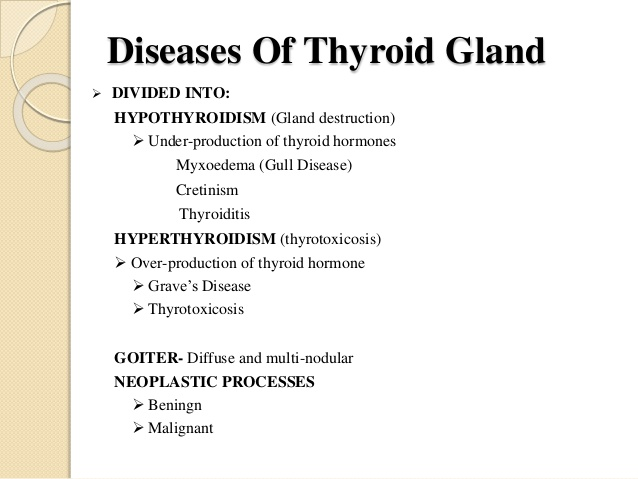 Diseases Of Thyroid Gland
➢ DIVIDED INTO:
HYPOTHYROIDISM (Gland destruction)
➢ Under-production of thyroid hormones
Myxoedema (Gull Disease)
Cretinism
Thyroiditis
HYPERTHYROIDISM (thyrotoxicosis)
➢ Over-production of thyroid hormone
➢ Grave’s Disease
➢ Thyrotoxicosis
GOITER- Diffuse and multi-nodular
NEOPLASTIC PROCESSES
➢ Beningn
➢ Malignant